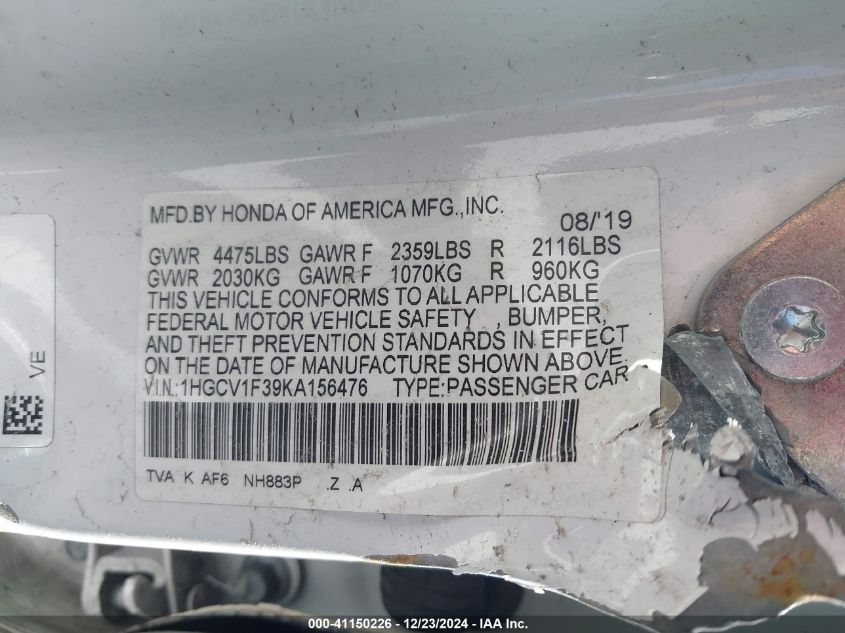 MFD.BY HONDA OF AMERICA MFG.,INC.
08/'19
GVWR 4475LBS GAWR F 2359LBS R 2116LBS
GVWR 2030KG GAWR F 1070KG R 960KG
THIS VEHICLE CONFORMS TO ALL APPLICABLE
FEDERAL MOTOR VEHICLE SAFETY , BUMPER,
AND THEFT PREVENTION STANDARDS IN EFFECT
ON THE DATE OF MANUFACTURE SHOWN ABOVE.
V.I.N.:1HGCV1F39KA156476 TYPE:PASSENGER CAR
TVA K AF6 NH883P .Z .A
VE
000-41150226 - 12/23/2024 - IAA Inc.